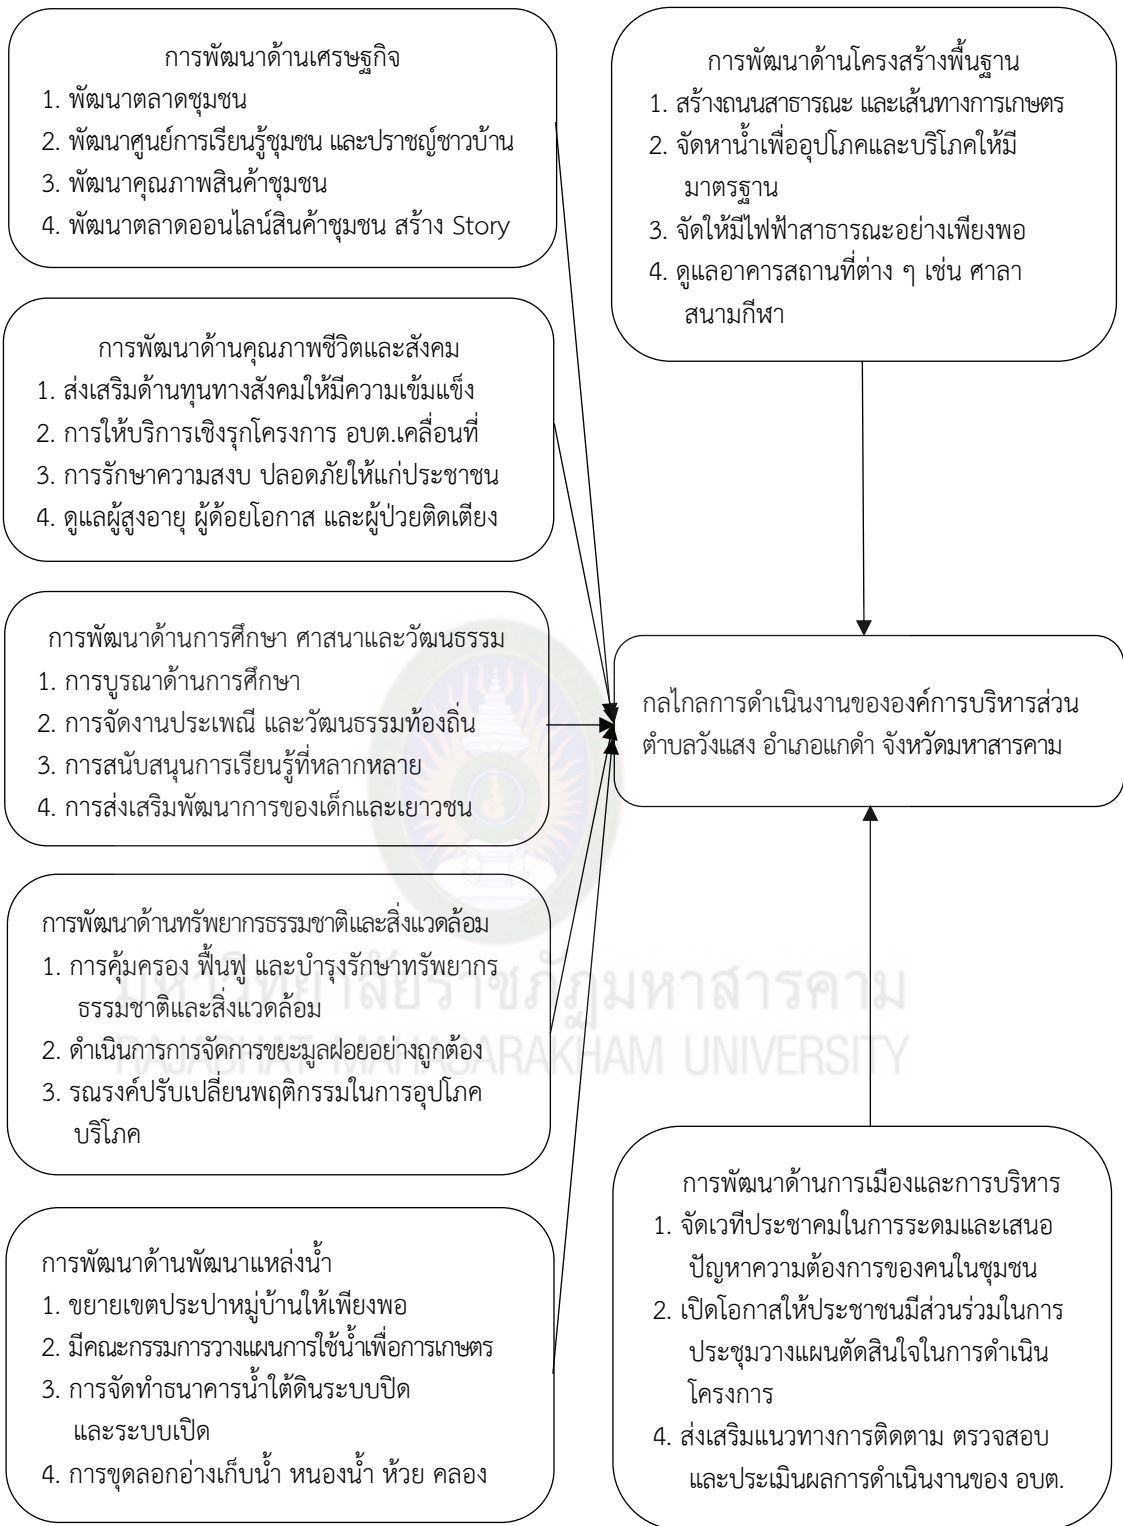 การพัฒนาด้านเศรษฐกิจ
1. พัฒนาตลาดชุมชน
2. พัฒนาศูนย์การเรียนรู้ชุมชน และปราชญ์ชาวบ้าน
3. พัฒนาคุณภาพสินค้าชุมชน
4. พัฒนาตลาดออนไลน์สินค้าชุมชน สร้าง Story
การพัฒนาด้านคุณภาพชีวิตและสังคม
1. ส่งเสริมด้านทุนทางสังคมให้มีความเข้มแข็ง
2. การให้บริการเชิงรุกโครงการ อบต.เคลื่อนที่
3. การรักษาความสงบ ปลอดภัยให้แก่ประชาชน
4. ดูแลผู้สูงอายุ ผู้ด้อยโอกาส และผู้ป่วยติดเตียง
การพัฒนาด้านการศึกษา ศาสนาและวัฒนธรรม
1. การบูรณาด้านการศึกษา
2. การจัดงานประเพณี และวัฒนธรรมท้องถิ่น
3. การสนับสนุนการเรียนรู้ที่หลากหลาย
4. การส่งเสริมพัฒนาการของเด็กและเยาวชน
การพัฒนาด้านทรัพยากรธรรมชาติและสิ่งแวดล้อม
1. การคุ้มครอง ฟื้นฟู และบำรุงรักษาทรัพยากร
ธรรมชาติและสิ่งแวดล้อม
2. ดำเนินการการจัดการขยะมูลฝอยอย่างถูกต้อง
3. รณรงค์ปรับเปลี่ยนพฤติกรรมในการอุปโภค
บริโภค
การพัฒนาด้านพัฒนาแหล่งน้ำ
1. ขยายเขตประปาหมู่บ้านให้เพียงพอ
2. มีคณะกรรมการวางแผนการใช้น้ำเพื่อการเกษตร
3. การจัดทำธนาคารน้ำใต้ดินระบบปิด
และระบบเปิด
4. การขุดลอกอ่างเก็บน้ำ หนองน้ำ ห้วย คลอง
การพัฒนาด้านโครงสร้างพื้นฐาน
1. สร้างถนนสาธารณะ และเส้นทางการเกษตร
2. จัดหาน้ำเพื่ออุปโภคและบริโภคให้มี
มาตรฐาน
3. จัดให้มีไฟฟ้าสาธารณะอย่างเพียงพอ
4. ดูแลอาคารสถานที่ต่าง ๆ เช่น ศาลา
สนามกีฬา
กลไกลการดำเนินงานขององค์การบริหารส่วน
ตำบลวังแสง อำเภอแกดำ จังหวัดมหาสารคาม
การพัฒนาด้านการเมืองและการบริหาร
1. จัดเวทีประชาคมในการระดมและเสนอ
ปัญหาความต้องการของคนในชุมชน
2. เปิดโอกาสให้ประชาชนมีส่วนร่วมในการ
ประชุมวางแผนตัดสินใจในการดำเนิน
โครงการ
4. ส่งเสริมแนวทางการติดตาม ตรวจสอบ
และประเมินผลการดำเนินงานของ อบต.
มหาวิทยาลัยราชภัฏมหาสารคาม
RAJABHAT MAHASARAKHAM UNIVERSITY